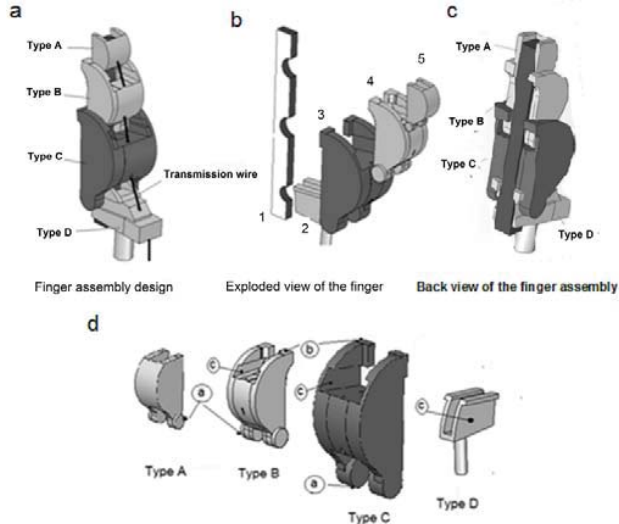 a
Type A
Type B
Type C
Transmission wire
Type D
Finger assembly design
b
5
4
3
1
2
Exploded view of the finger
c
Type A
Type B
Type C
Type D
Back view of the finger assembly
d
b
c
a
c
c
a
Type A
Type B
Type C
Type D